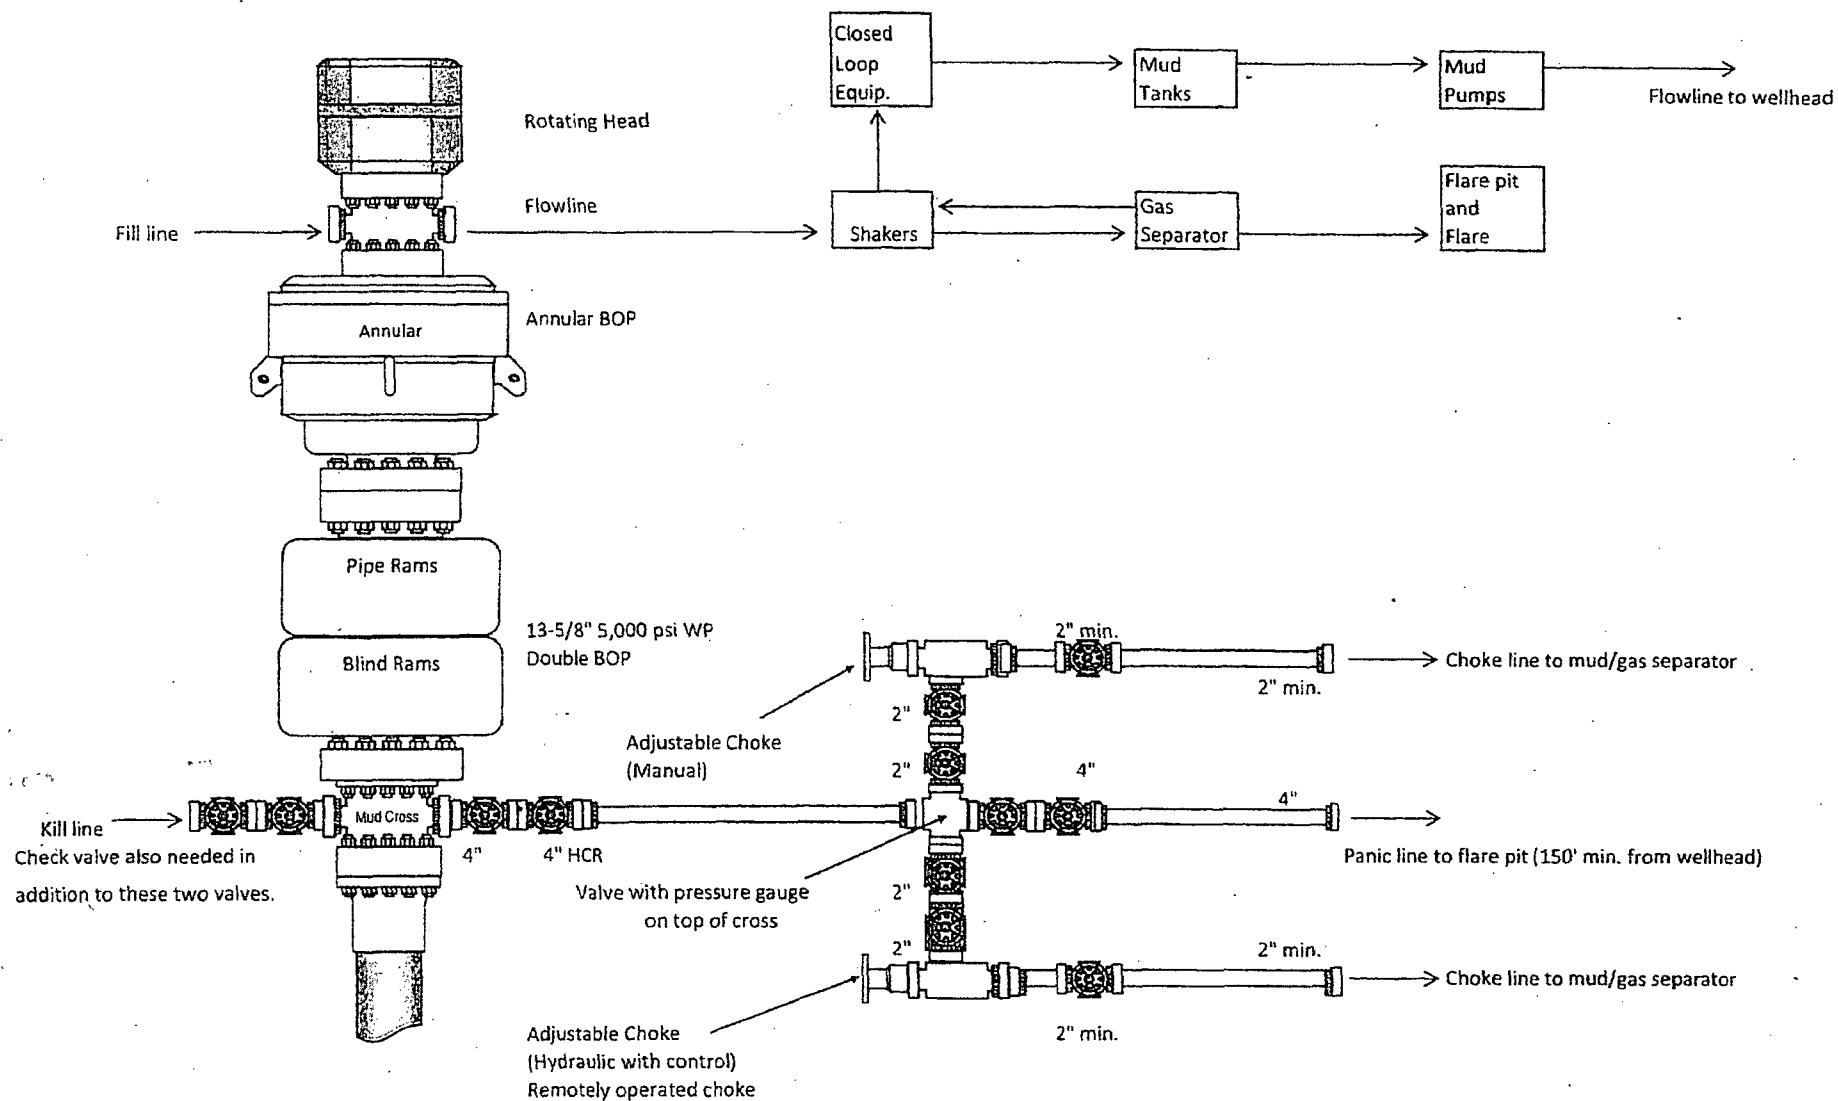 Closed
Loop
Equip.
Mud
Tanks
Mud
Pumps
Flowline to wellhead
Rotating Head
Flowline
Fill line
Shakers
Gas
Separator
Flare pit
and
Flare
Annular
Annular BOP
Pipe Rams
Blind Rams
13-5/8" 5,000 psi WP
Double BOP
2" min.
Choke line to mud/gas separator
2" min.
2"
Adjustable Choke
(Manual)
2"
4"
4"
Kill line
Mud Cross
Check valve also needed in
addition to these two valves.
4"
4" HCR
Panic line to flare pit (150' min. from wellhead)
Valve with pressure gauge
on top of cross
2"
2"
2" min.
Choke line to mud/gas separator
Adjustable Choke
(Hydraulic with control)
Remotely operated choke
2" min.